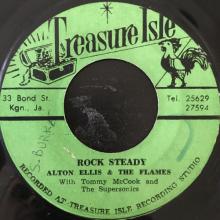 Treasure Isle
33 Bond St.
Kgn., Ja.
Tel. 25629
27594
ROCK STEADY
ALTON ELLIS & THE FLAMES
With Tommy McCook and
The Supersonics
RECORDED AT TREASURE ISLE RECORDING STUDIO